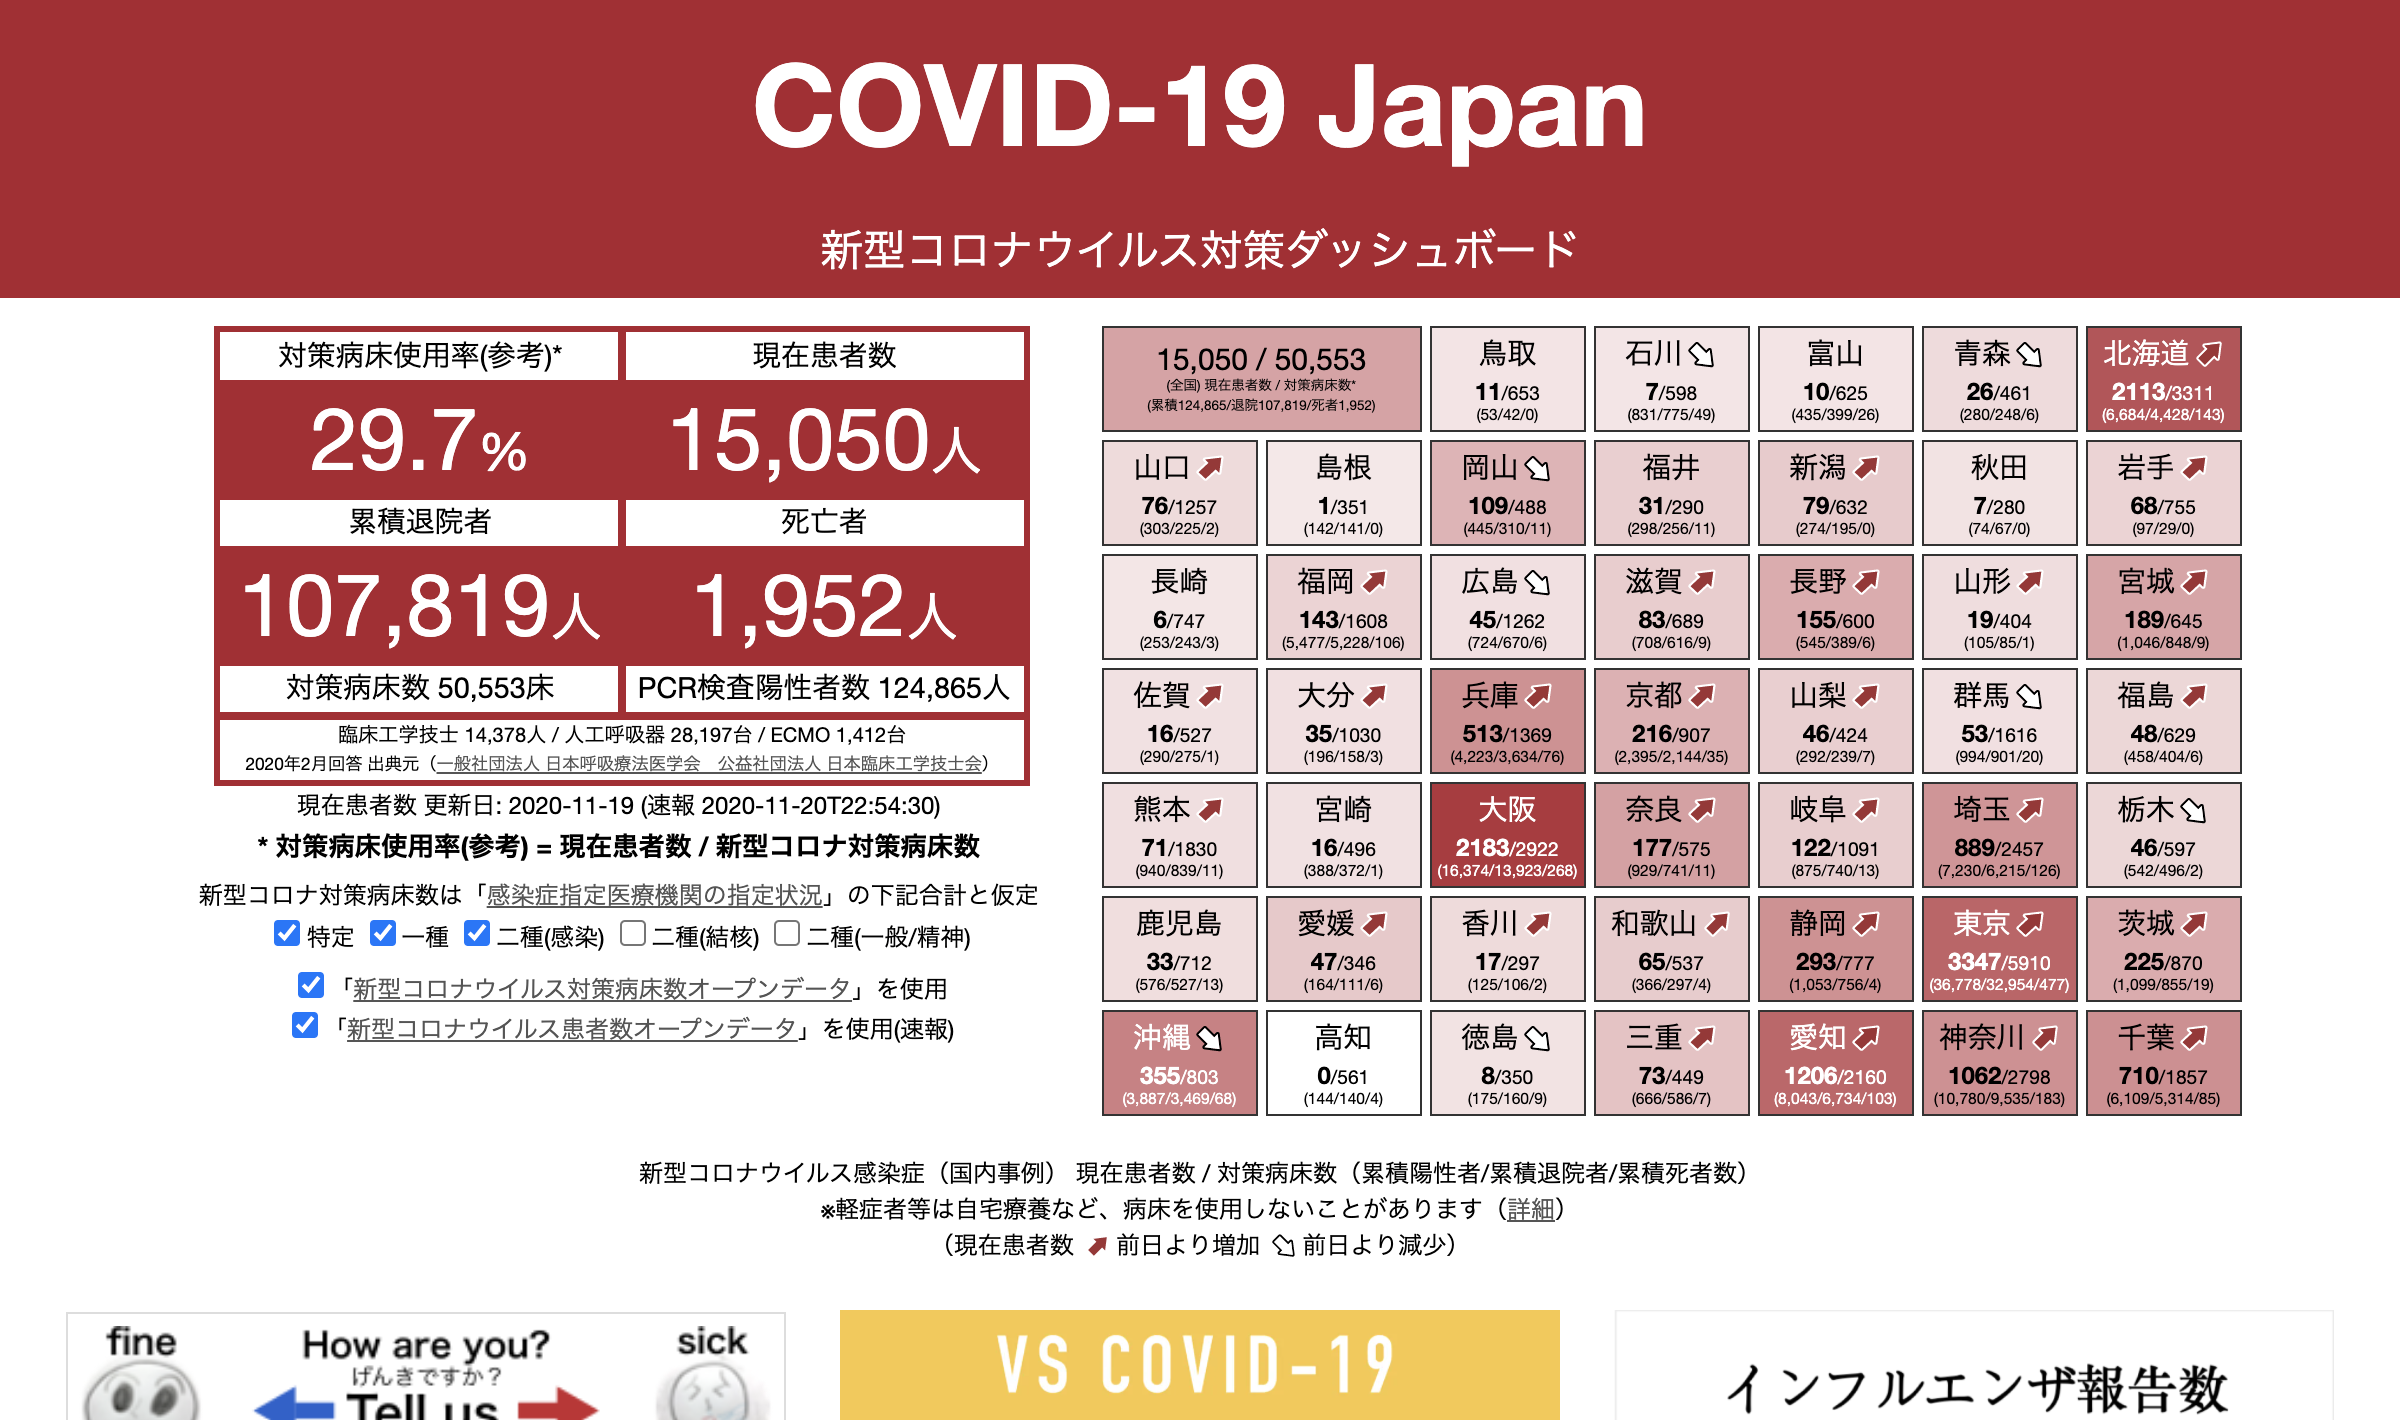 COVID-19 Japan
新型コロナウイルス対策ダッシュボード
対策病床使用率(参考)*
現在患者数
29.7%
15,050人
累積退院者
死亡者
107,819人
1,952人
対策病床数 50,553床
PCR検査陽性者数 124,865人
臨床工学技士 14,378人 / 人工呼吸器 28,197台 / ECMO 1,412台
2020年2月回答 出典元（一般社団法人 日本呼吸療法医学会　公益社団法人 日本臨床工学技士会）
現在患者数 更新日: 2020-11-19 (速報 2020-11-20T22:54:30)
* 対策病床使用率(参考) = 現在患者数 / 新型コロナ対策病床数
新型コロナ対策病床数は「感染症指定医療機関の指定状況」の下記合計と仮定
特定 一種 二種(感染) 二種(結核) 二種(一般/精神)
「新型コロナウイルス対策病床数オープンデータ」を使用
「新型コロナウイルス患者数オープンデータ」を使用(速報)
15,050 / 50,553
(全国) 現在患者数 / 対策病床数*
(累積124,865/退院107,819/死者1,952)
鳥取
11/653
(53/42/0)
石川
7/598
(831/775/49)
富山
10/625
(435/399/26)
青森
26/461
(280/248/6)
北海道
2113/3311
(6,684/4,428/143)
山口
76/1257
(303/225/2)
島根
1/351
(142/141/0)
岡山
109/488
(445/310/11)
福井
31/290
(298/256/11)
新潟
79/632
(274/195/0)
秋田
7/280
(74/67/0)
岩手
68/755
(97/29/0)
長崎
6/747
(253/243/3)
福岡
143/1608
(5,477/5,228/106)
広島
45/1262
(724/670/6)
滋賀
83/689
(708/616/9)
長野
155/600
(545/389/6)
山形
19/404
(105/85/1)
宮城
189/645
(1,046/848/9)
佐賀
16/527
(290/275/1)
大分
35/1030
(196/158/3)
兵庫
513/1369
(4,223/3,634/76)
京都
216/907
(2,395/2,144/35)
山梨
46/424
(292/239/7)
群馬
53/1616
(994/901/20)
福島
48/629
(458/404/6)
熊本
71/1830
(940/839/11)
宮崎
16/496
(388/372/1)
大阪
2183/2922
(16,374/13,923/268)
奈良
177/575
(929/741/11)
岐阜
122/1091
(875/740/13)
埼玉
889/2457
(7,230/6,215/126)
栃木
46/597
(542/496/2)
鹿児島
33/712
(576/527/13)
愛媛
47/346
(164/111/6)
香川
17/297
(125/106/2)
和歌山
65/537
(366/297/4)
静岡
293/777
(1,053/756/4)
東京
3347/5910
(36,778/32,954/477)
茨城
225/870
(1,099/855/19)
沖縄
355/803
(3,887/3,469/68)
高知
0/561
(144/140/4)
徳島
8/350
(175/160/9)
三重
73/449
(666/586/7)
愛知
1206/2160
(8,043/6,734/103)
神奈川
1062/2798
(10,780/9,535/183)
千葉
710/1857
(6,109/5,314/85)
新型コロナウイルス感染症（国内事例） 現在患者数 / 対策病床数（累積陽性者/累積退院者/累積死者数）
※軽症者等は自宅療養など、病床を使用しないことがあります（詳細）
（現在患者数 前日より増加 前日より減少）
fine
How are you?
げんきですか？
Tell us
sick
VS COVID-19
インフルエンザ報告数